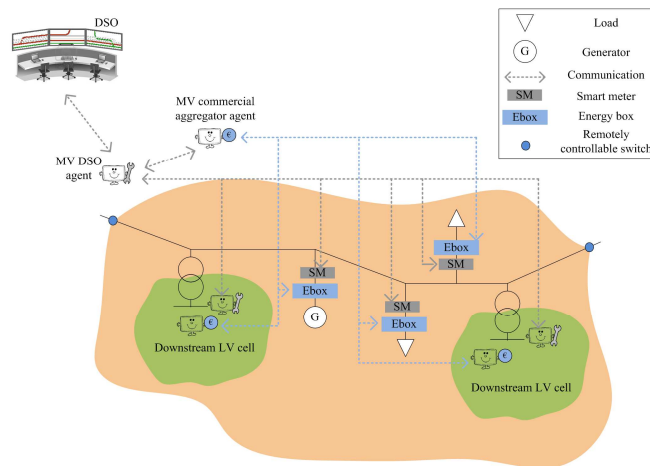 DSO
MV commercial
aggregator agent
€
MV DSO
agent
Load
G
Generator
Communication
SM
Smart meter
Ebox
Energy box
Remotely
controllable switch
Ebox
SM
SM
Ebox
G
SM
Ebox
€
Downstream LV cell
€
Downstream LV cell